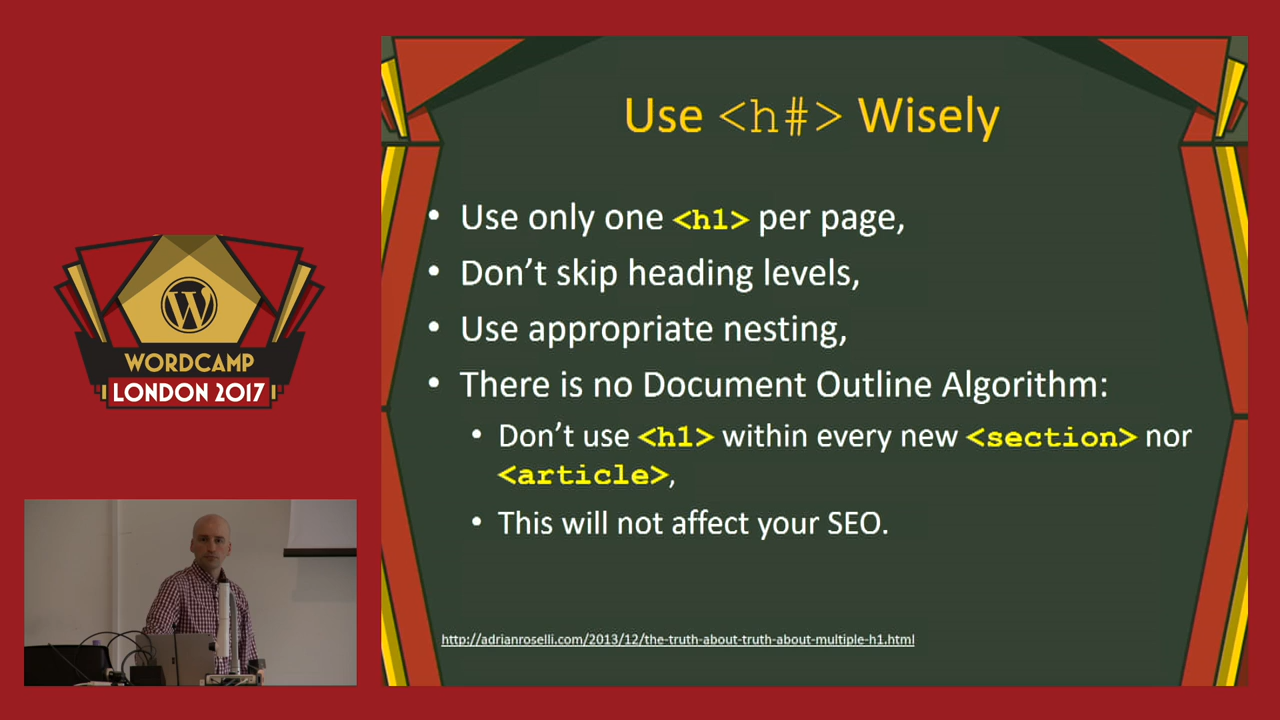 WORDCAMP
LONDON 2017
Use <h#> Wisely
• Use only one <h1> per page,
• Don’t skip heading levels,
• Use appropriate nesting,
• There is no Document Outline Algorithm:
• Don’t use <h1> within every new <section> nor
<article>,
• This will not affect your SEO.
http://adrianroselli.com/2013/12/the-truth-about-truth-about-multiple-h1.html